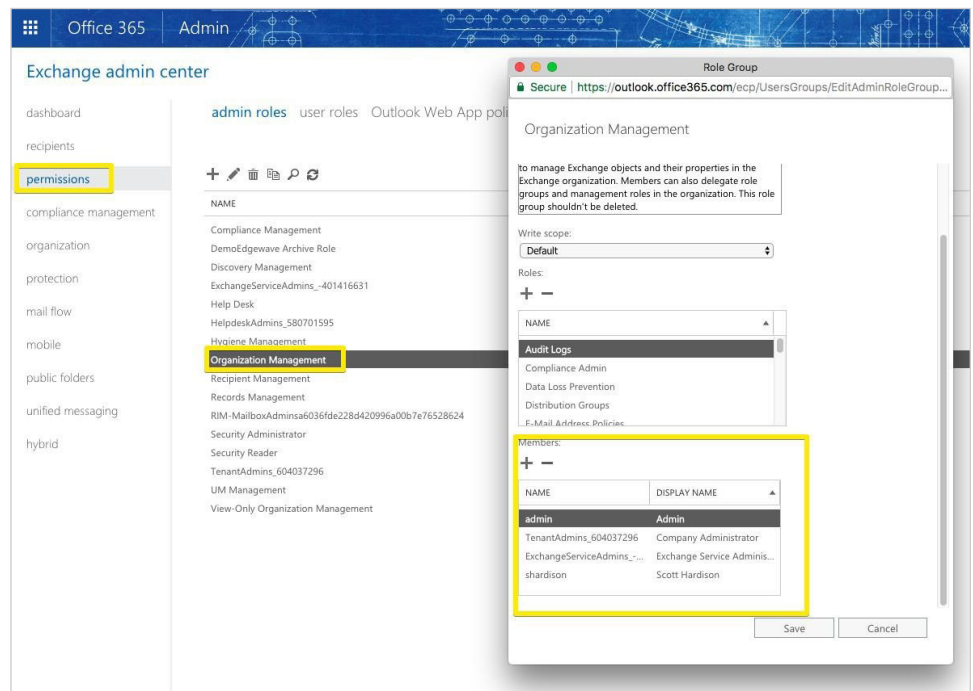 Office 365
Admin
Exchange admin center
dashboard
recipients
permissions
compliance management
organization
protection
mail flow
mobile
public folders
unified messaging
hybrid
admin roles user roles Outlook Web App poli
NAME
Compliance Management
DemoEdgewave Archive Role
Discovery Management
ExchangeServiceAdmins_-401416631
Help Desk
HelpdeskAdmins_580701595
Hygiene Management
Organization Management
Recipient Management
Records Management
RIM-MailboxAdminsa6036fde228d420996a00b7e76528624
Security Administrator
Security Reader
TenantAdmins_604037296
UM Management
View-Only Organization Management
Role Group
Secure https://outlook.office365.com/ecp/UsersGroups/EditAdminRoleGroup...
Organization Management
to manage Exchange objects and their properties in the
Exchange organization. Members can also delegate role
groups and management roles in the organization. This role
group shouldn't be deleted.
Write scope:
Default
Roles:
NAME
Audit Logs
Compliance Admin
Data Loss Prevention
Distribution Groups
E-Mail Address Policies
Members:
NAME DISPLAY NAME
admin Admin
TenantAdmins_604037296 Company Administrator
ExchangeServiceAdmins_-... Exchange Service Adminis...
shardison Scott Hardison
Save Cancel